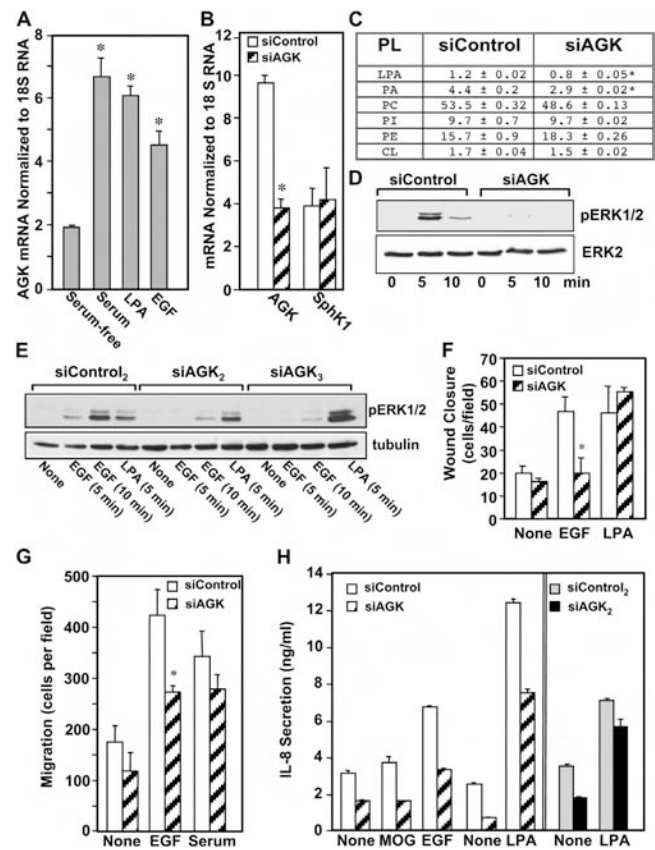 A
AGK mRNA Normalized to 18S RNA
8
6
4
2
0
*
*
*
Serum-free
Serum
LPA
EGF
B
siControl
siAGK
mRNA Normalized to 18 S RNA
12
10
8
6
4
2
0
*
AGK
SphK1
C
PL siControl siAGK
LPA 1.2 ± 0.02 0.8 ± 0.05*
PA 4.4 ± 0.2 2.9 ± 0.02*
PC 53.5 ± 0.32 48.6 ± 0.13
PI 9.7 ± 0.7 9.7 ± 0.02
PE 15.7 ± 0.9 18.3 ± 0.26
CL 1.7 ± 0.04 1.5 ± 0.02
D
siControl siAGK
pERK1/2
ERK2
0 5 10 0 5 10 min
E
siControl2 siAGK2 siAGK3
pERK1/2
tubulin
None
EGF (5 min)
EGF (10 min)
LPA (5 min)
None
EGF (5 min)
EGF (10 min)
LPA (5 min)
None
EGF (5 min)
EGF (10 min)
LPA (5 min)
F
siControl
siAGK
Wound Closure
(cells/field)
70
60
50
40
30
20
10
0
*
None EGF LPA
G
siControl
siAGK
Migration (cells per field)
500
400
300
200
100
0
*
None EGF Serum
H
siControl
siAGK
siControl2
siAGK2
IL-8 Secretion (ng/ml)
14
12
10
8
6
4
2
0
None MOG EGF None LPA None LPA